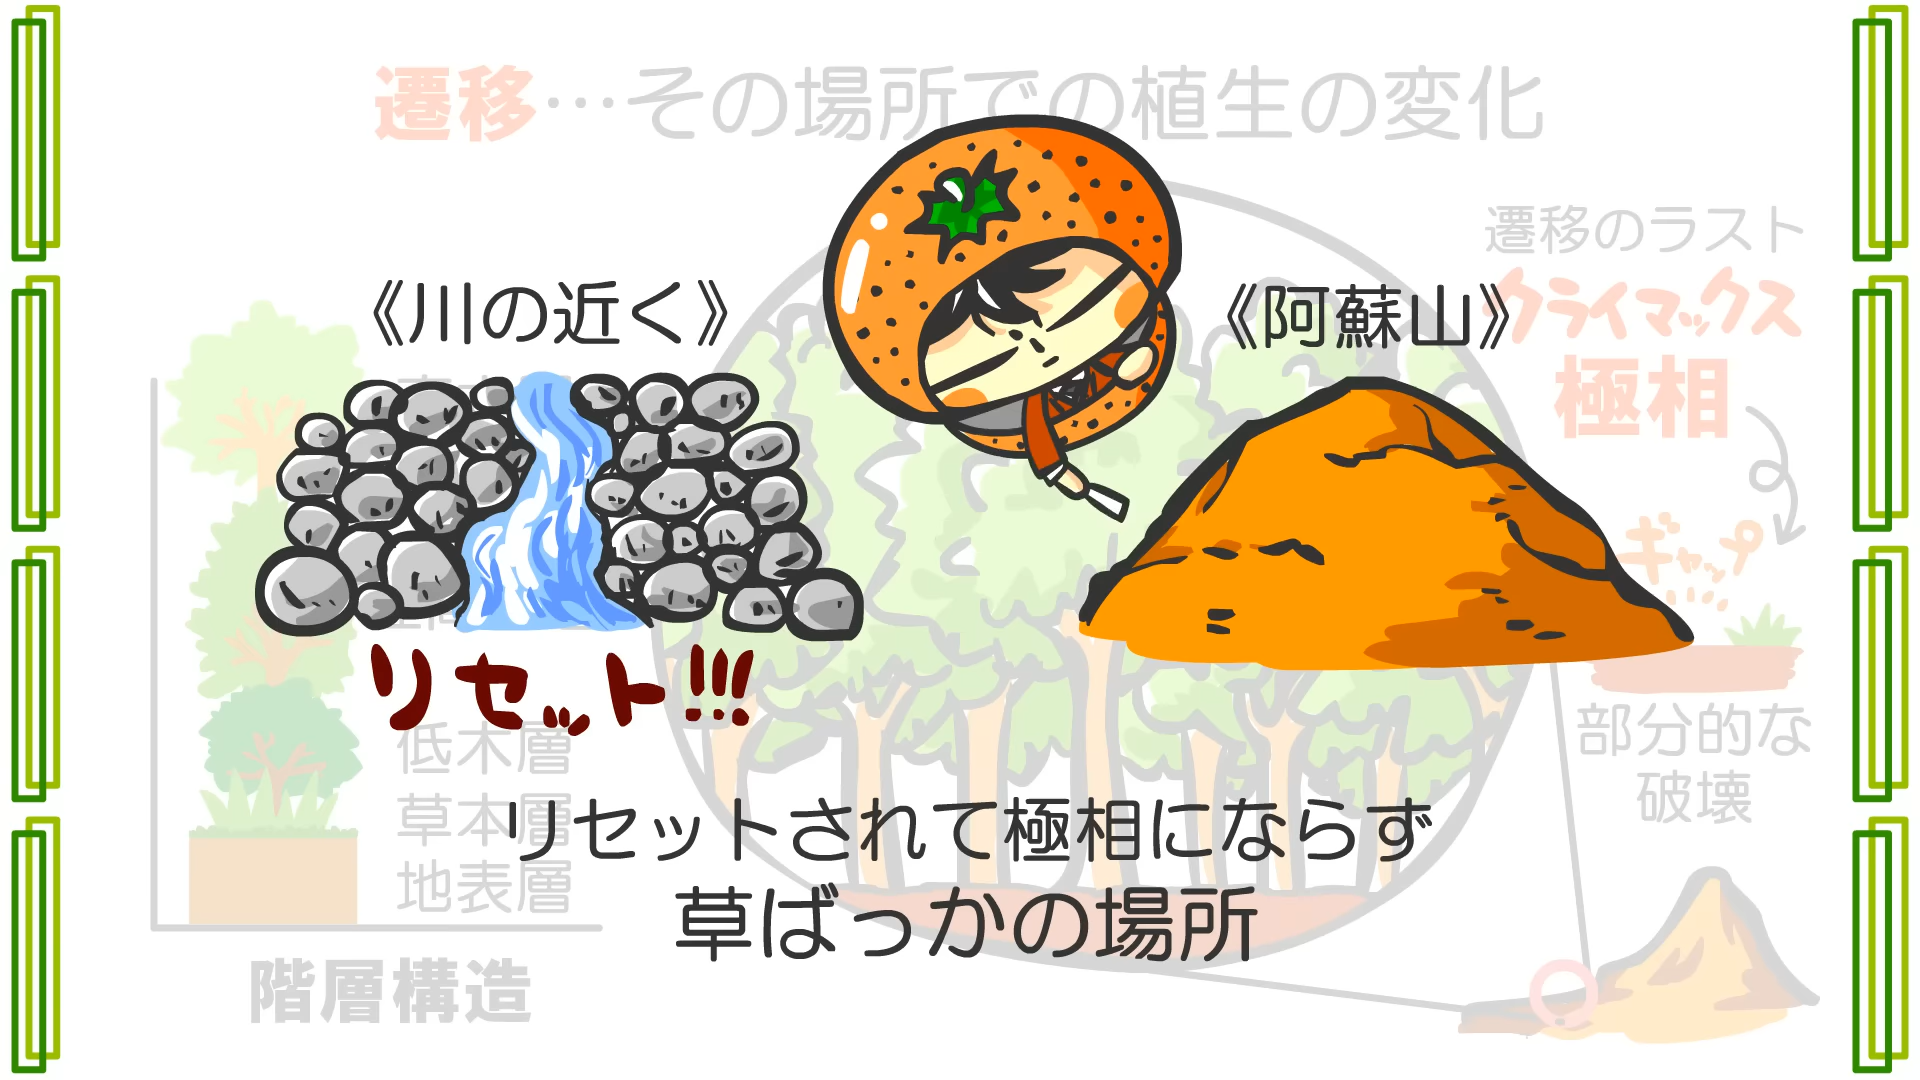 遷移…その場所での植生の変化
遷移のラスト
クライマックス
極相
《川の近く》
《阿蘇山》
ギャップ
リセット!!!
部分的な
破壊
低木層
草本層
地表層
リセットされて極相にならず
草ばっかの場所
階層構造